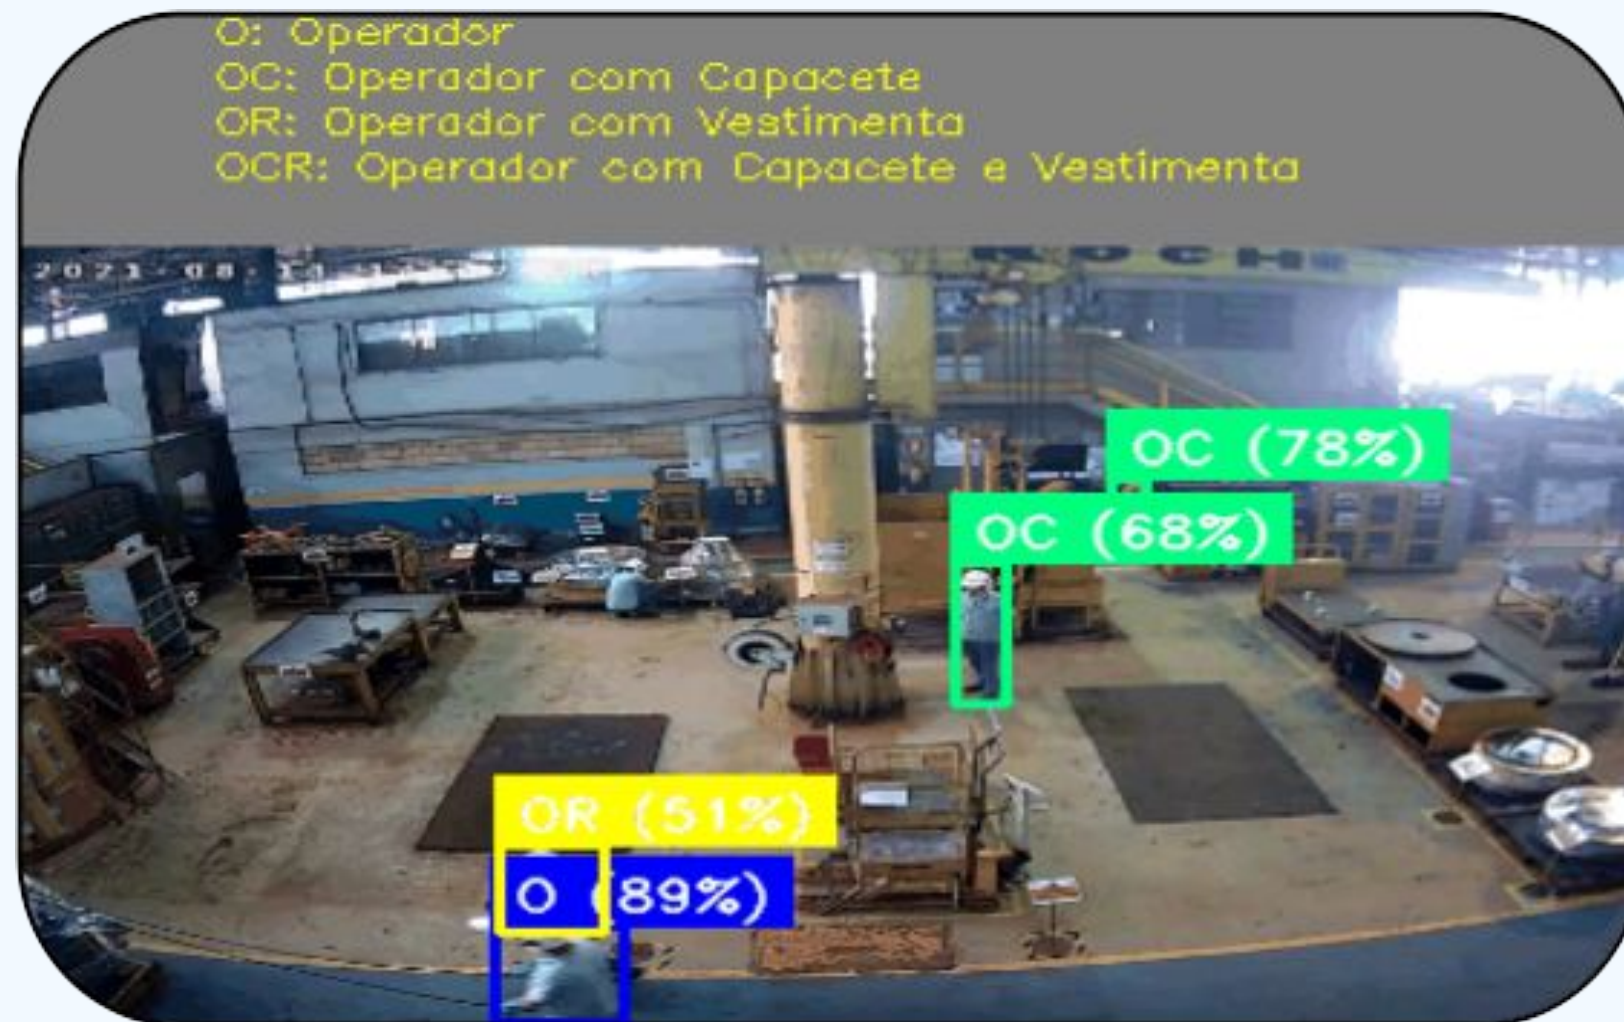 O: Operador
OC: Operador com Capacete
OR: Operador com Vestimenta
OCR: Operador com Capacete e Vestimenta
OC (78%)
OC (68%)
OR (51%)
O (89%)